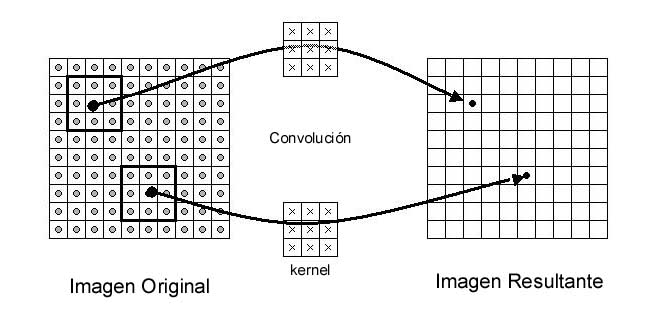 Convolución
kernel
Imagen Original
Imagen Resultante